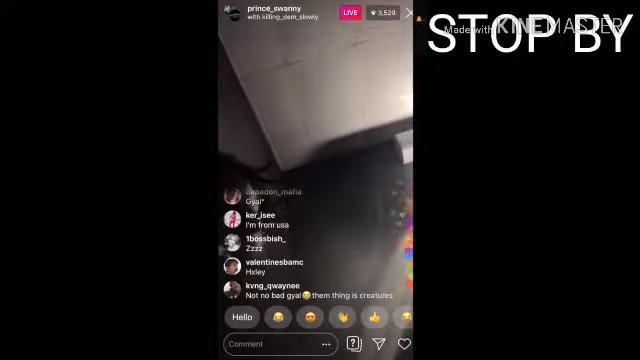 prince_swanny
with killing_dem_slowly
LIVE
3,529
STOP BY
Made with KINEMASTER
dapadon_mafia
Gyal*
ker_isee
I'm from usa
1bossbish_
Zzzz
valentinesbamc
Hxley
kvng_qwaynee
Not no bad gyal😂them thing is creatures
Hello
Comment